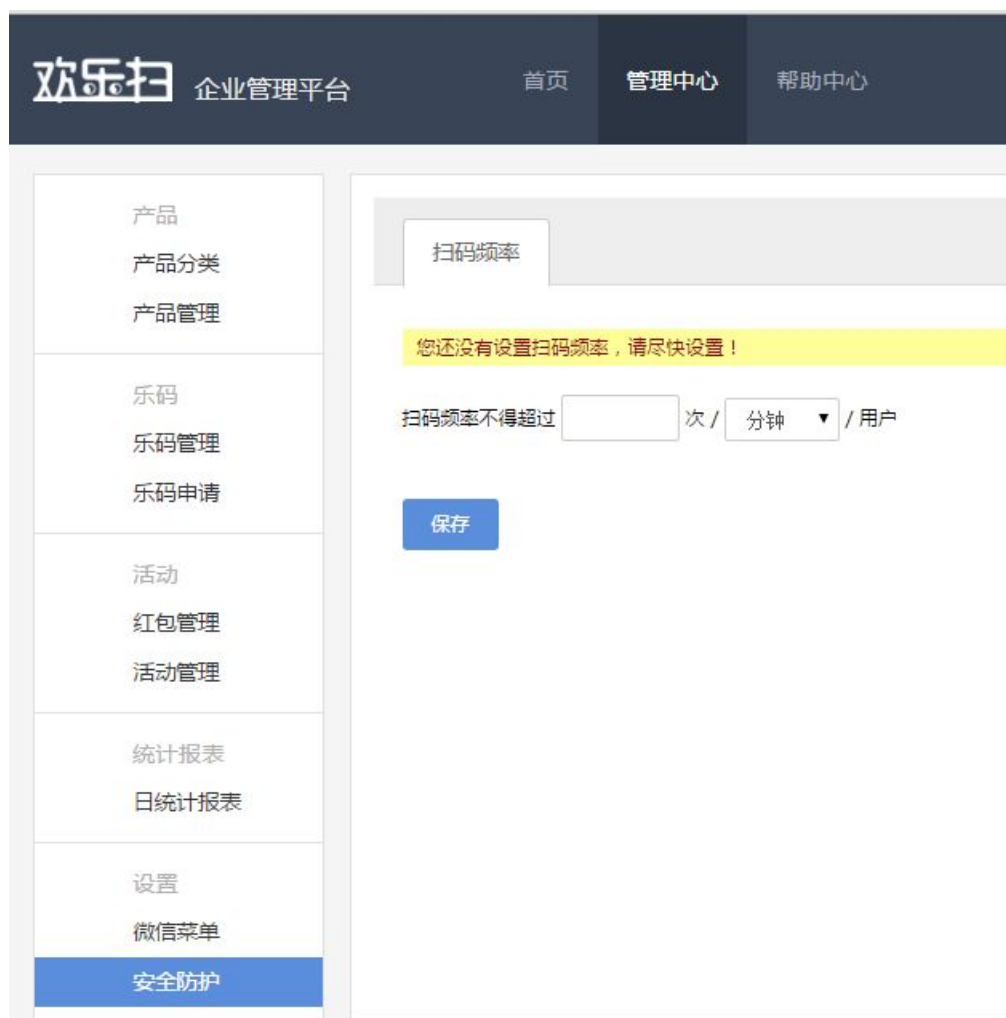 欢乐扫 企业管理平台 首页 管理中心 帮助中心
产品
产品分类
产品管理
乐码
乐码管理
乐码申请
活动
红包管理
活动管理
统计报表
日统计报表
设置
微信菜单
安全防护
扫码频率
您还没有设置扫码频率，请尽快设置！
扫码频率不得超过 次 / 分钟 / 用户
保存